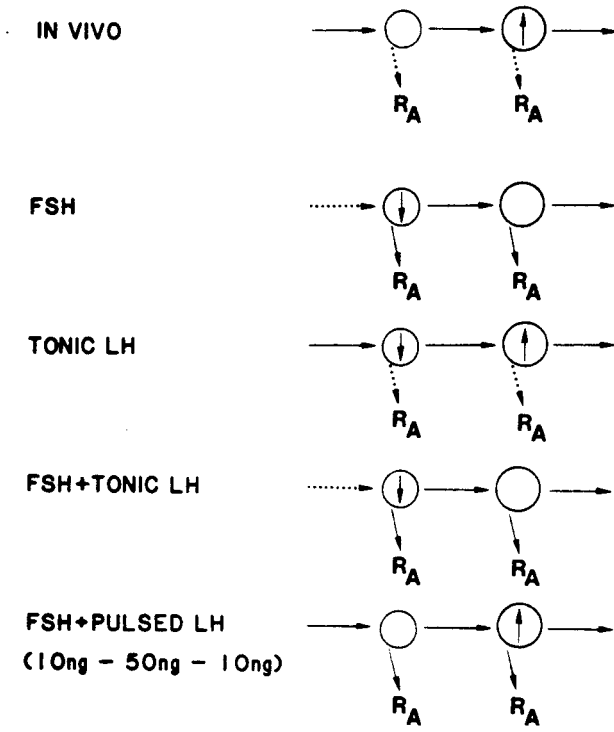 IN VIVO
R_A R_A
FSH
R_A R_A
TONIC LH
R_A R_A
FSH+TONIC LH
R_A R_A
FSH+PULSED LH
(10ng - 50ng - 10ng)
R_A R_A